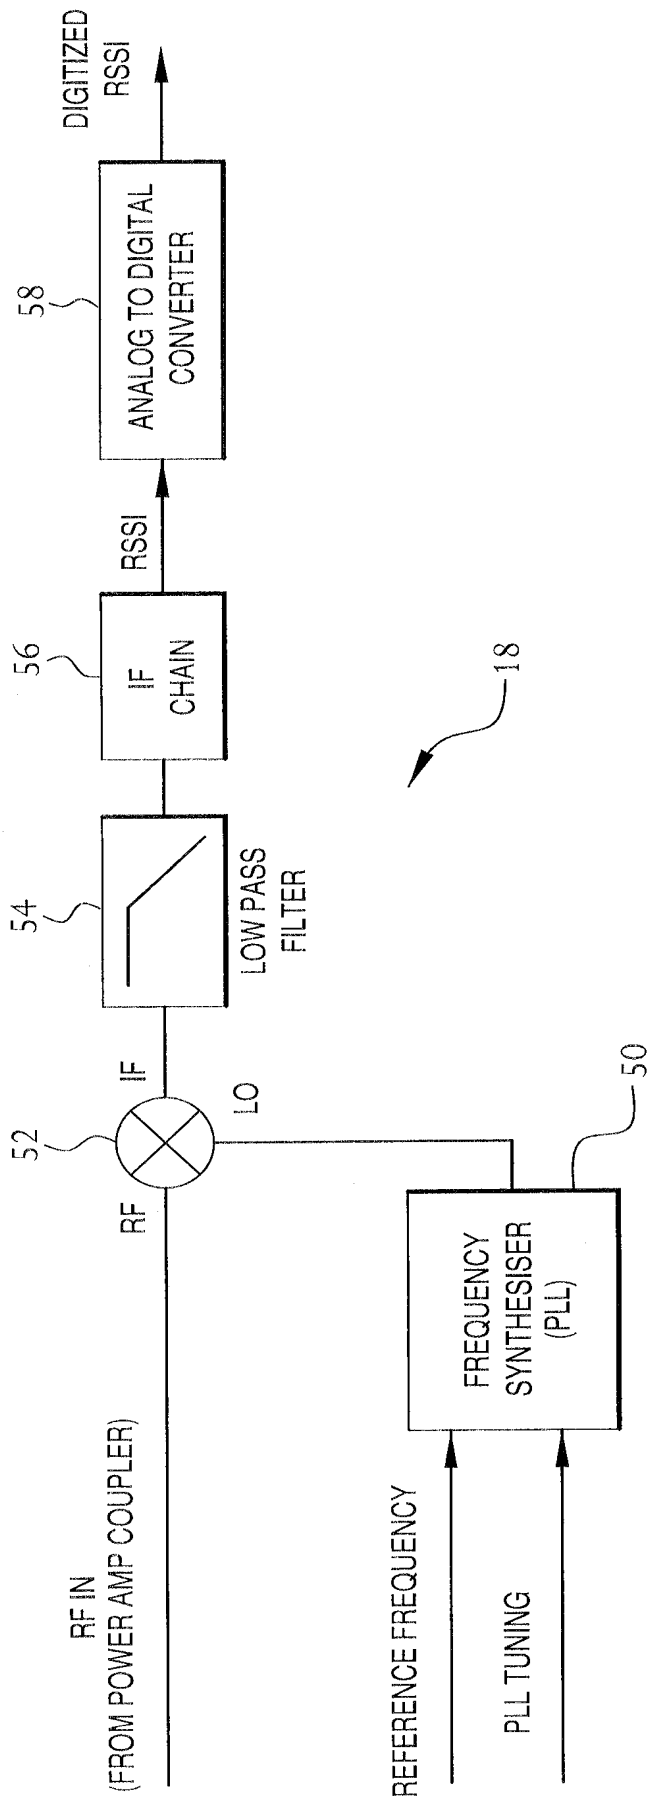 RF IN
(FROM POWER AMP COUPLER)
RF
52
IF
LO
54
LOW PASS
FILTER
56
IF
CHAIN
RSSI
58
ANALOG TO DIGITAL
CONVERTER
DIGITIZED
RSSI
REFERENCE FREQUENCY
PLL TUNING
FREQUENCY
SYNTHESISER
(PLL)
50
18